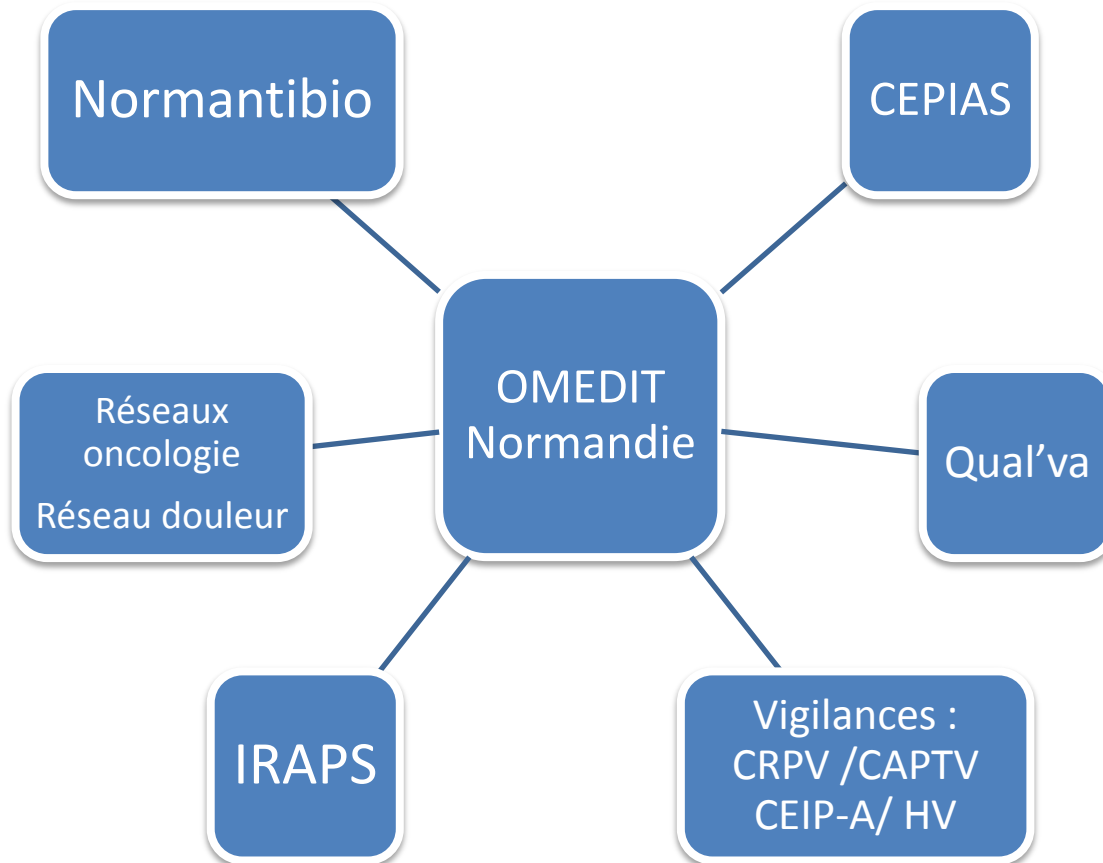 Normantibio
CEPIAS
OMEDIT
Normandie
Réseaux
oncologie
Réseau douleur
Qual’va
IRAPS
Vigilances :
CRPV /CAPTV
CEIP-A/ HV